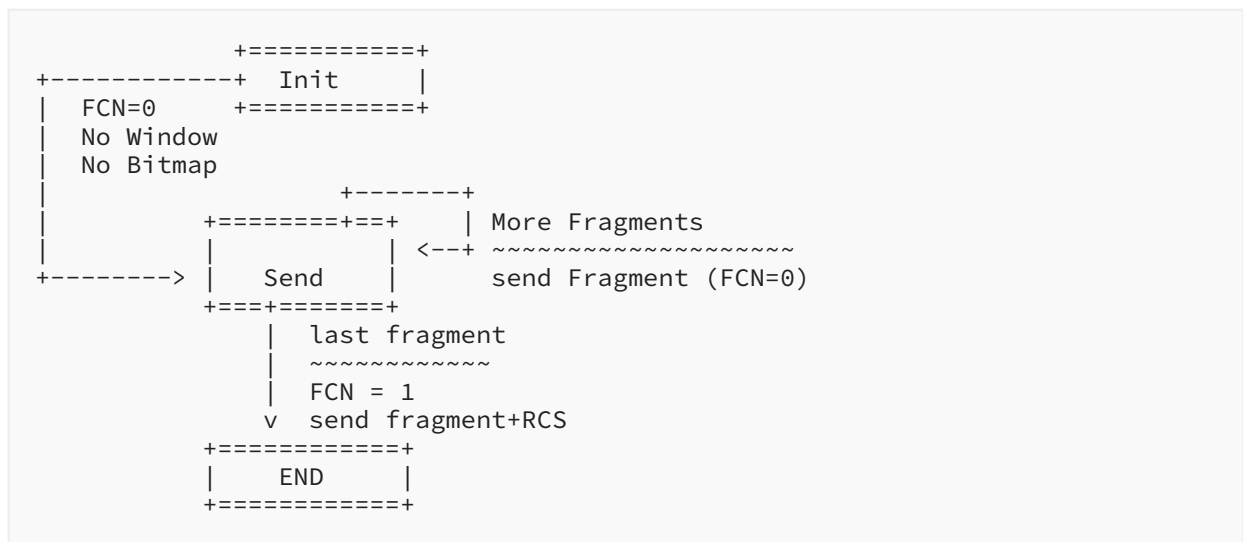 Init
FCN=0
No Window
No Bitmap
More Fragments
Send
send Fragment (FCN=0)
last fragment
FCN = 1
send fragment+RCS
END